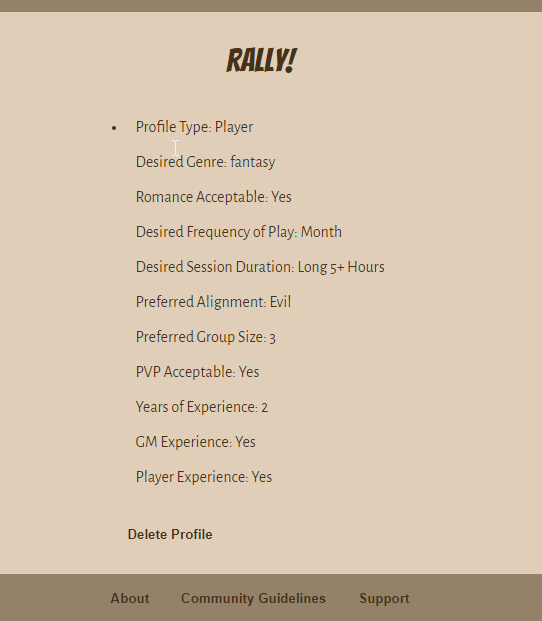 RALLY!
• Profile Type: Player
Desired Genre: fantasy
Romance Acceptable: Yes
Desired Frequency of Play: Month
Desired Session Duration: Long 5+ Hours
Preferred Alignment: Evil
Preferred Group Size: 3
PVP Acceptable: Yes
Years of Experience: 2
GM Experience: Yes
Player Experience: Yes
Delete Profile
About Community Guidelines Support